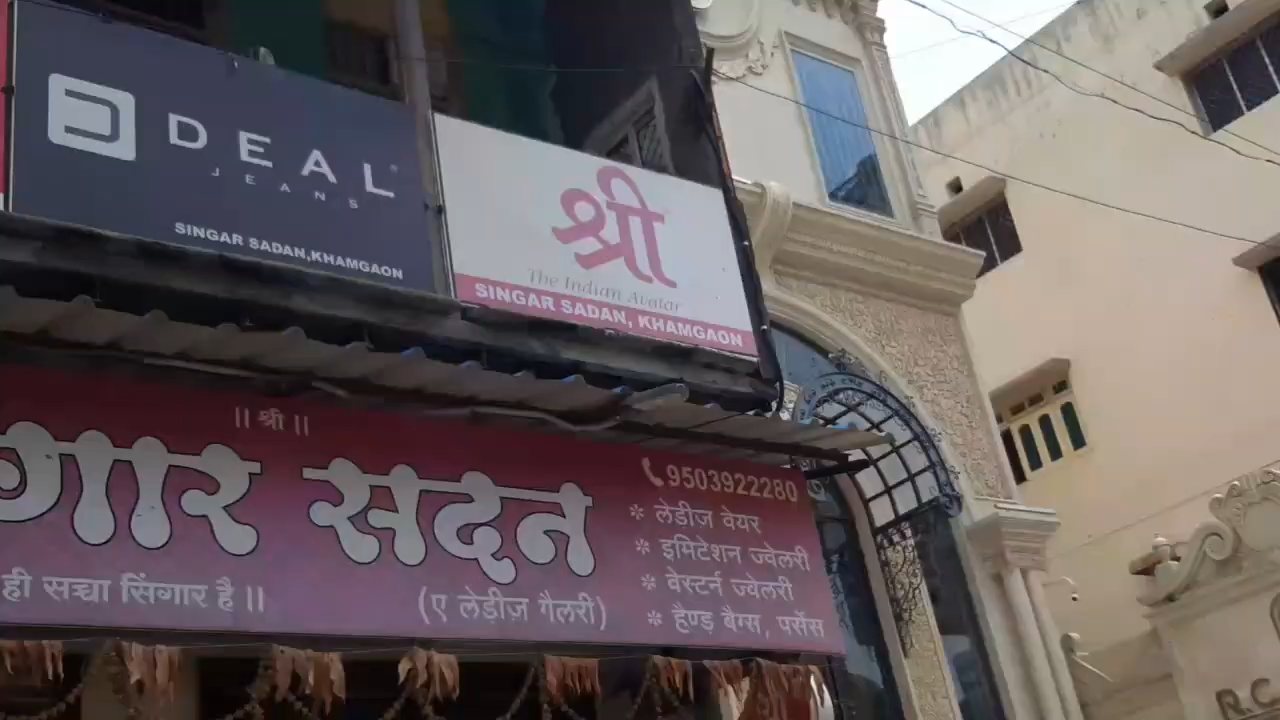 DEAL
JEANS
SINGAR SADAN,KHAMGAON
श्री
The Indian Avatar
SINGAR SADAN, KHAMGAON
|| श्री ||
गार सदन
ही सच्चा सिंगार है ||
(ए लेडीज़ गैलरी)
9503922280
* लेडीज वेयर
* इमिटेशन ज्वेलरी
* वेस्टर्न ज्वेलरी
* हैण्ड बैग्स, पर्सेस
R.C